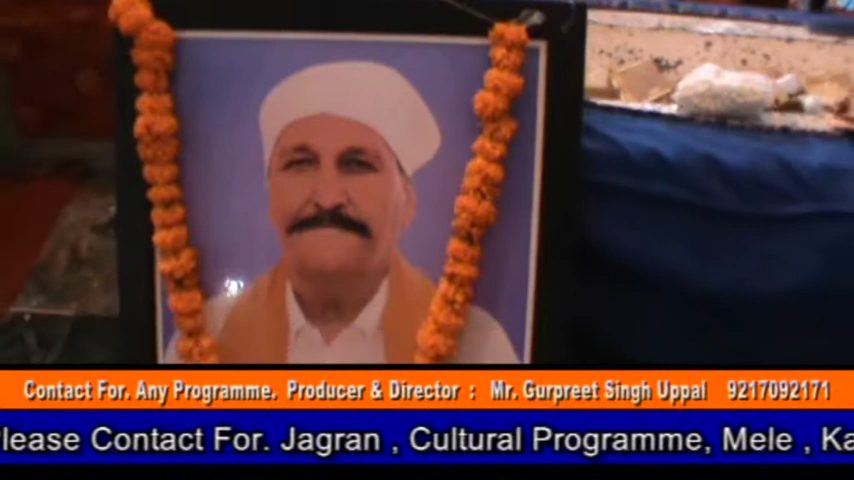 Contact For. Any Programme. Producer & Director : Mr. Gurpreet Singh Uppal 9217092171
Please Contact For. Jagran , Cultural Programme, Mele , Ka